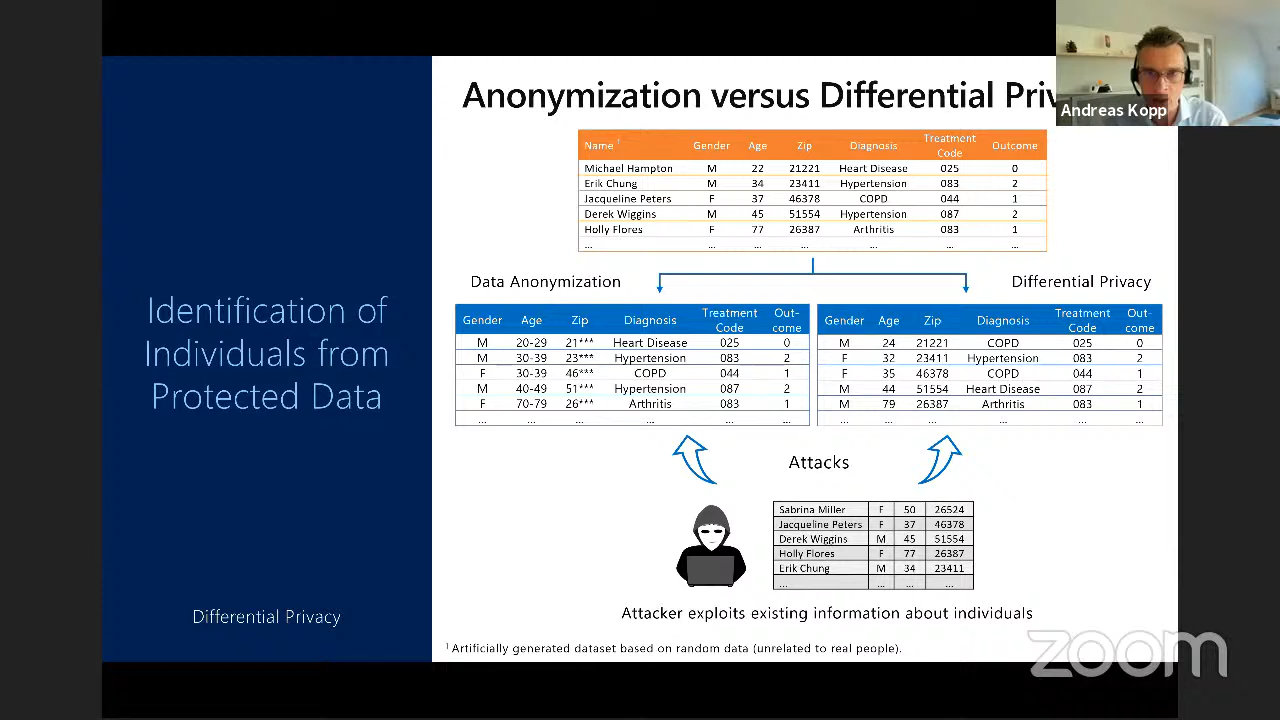 Anonymization versus Differential Priv
Andreas Kopp
Name 1 Gender Age Zip Diagnosis Treatment Code Outcome
Michael Hampton M 22 21221 Heart Disease 025 0
Erik Chung M 34 23411 Hypertension 083 2
Jacqueline Peters F 37 46378 COPD 044 1
Derek Wiggins M 45 51554 Hypertension 087 2
Holly Flores F 77 26387 Arthritis 083 1
... ... ... ... ... ... ...
Data Anonymization
Differential Privacy
Gender Age Zip Diagnosis Treatment Code Out-come
M 20-29 21*** Heart Disease 025 0
M 30-39 23*** Hypertension 083 2
F 30-39 46*** COPD 044 1
M 40-49 51*** Hypertension 087 2
F 70-79 26*** Arthritis 083 1
... ... ... ... ... ...
Gender Age Zip Diagnosis Treatment Code Out-come
M 24 21221 COPD 025 0
F 32 23411 Hypertension 083 2
F 35 46378 COPD 044 1
M 44 51554 Heart Disease 087 2
M 79 26387 Arthritis 083 1
... ... ... ... ... ...
Identification of
Individuals from
Protected Data
Attacks
Sabrina Miller F 50 26524
Jacqueline Peters F 37 46378
Derek Wiggins M 45 51554
Holly Flores F 77 26387
Erik Chung M 34 23411
... ... ... ...
Attacker exploits existing information about individuals
Differential Privacy
1 Artificially generated dataset based on random data (unrelated to real people).
zoom